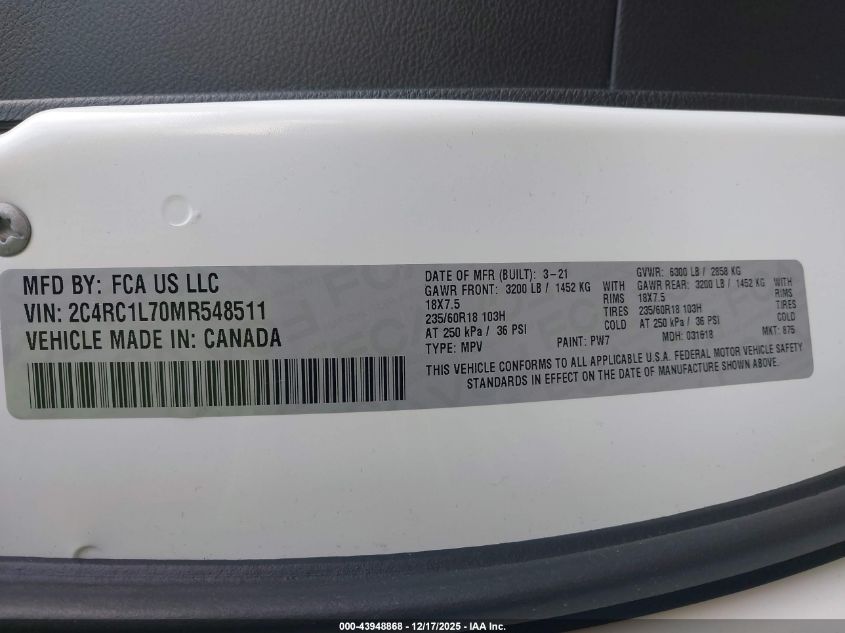 MFD BY: FCA US LLC
VIN: 2C4RC1L70MR548511
VEHICLE MADE IN: CANADA
DATE OF MFR (BUILT): 3-21
GAWR FRONT: 3200 LB / 1452 KG WITH
18X7.5 RIMS
235/60R18 103H TIRES
AT 250 kPa / 36 PSI COLD
TYPE: MPV PAINT: PW7
GVWR: 6300 LB / 2858 KG
GAWR REAR: 3200 LB / 1452 KG WITH
18X7.5 RIMS
235/60R18 103H TIRES
AT 250 kPa / 36 PSI COLD
MDH: 031618 MKT: 875
THIS VEHICLE CONFORMS TO ALL APPLICABLE U.S.A. FEDERAL MOTOR VEHICLE SAFETY
STANDARDS IN EFFECT ON THE DATE OF MANUFACTURE SHOWN ABOVE.
000-43948868 - 12/17/2025 - IAA Inc.